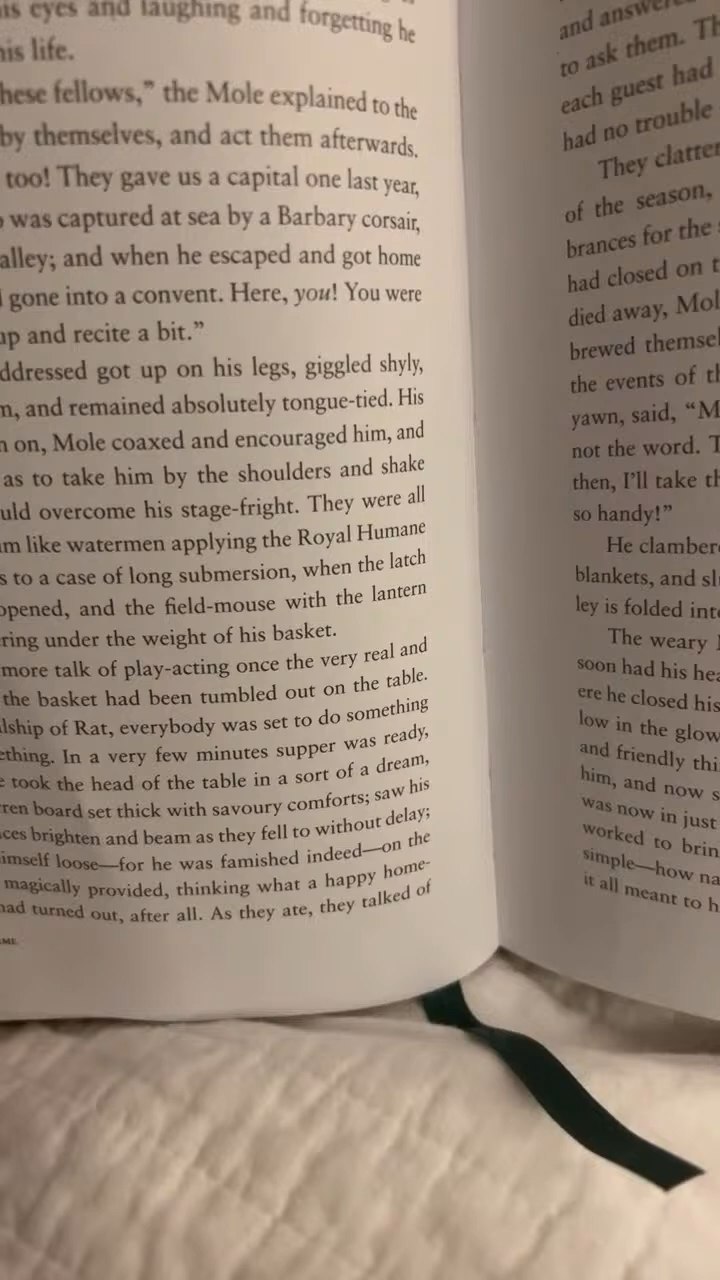 his eyes and laughing and forgetting he
his life.
these fellows,” the Mole explained to the
by themselves, and act them afterwards.
too! They gave us a capital one last year,
was captured at sea by a Barbary corsair,
alley; and when he escaped and got home
gone into a convent. Here, you! You were
up and recite a bit.”
ddressed got up on his legs, giggled shyly,
m, and remained absolutely tongue-tied. His
n on, Mole coaxed and encouraged him, and
as to take him by the shoulders and shake
uld overcome his stage-fright. They were all
m like watermen applying the Royal Humane
s to a case of long submersion, when the latch
opened, and the field-mouse with the lantern
ring under the weight of his basket.
more talk of play-acting once the very real and
the basket had been tumbled out on the table.
lship of Rat, everybody was set to do something
ething. In a very few minutes supper was ready,
e took the head of the table in a sort of a dream,
ren board set thick with savoury comforts; saw his
ces brighten and beam as they fell to without delay;
imself loose—for he was famished indeed—on the
magically provided, thinking what a happy home-
had turned out, after all. As they ate, they talked of
OME
and answere
to ask them. Th
each guest had
had no trouble
They clatter
of the season,
brances for the s
had closed on t
died away, Mol
brewed themsel
the events of th
yawn, said, “M
not the word. T
then, I’ll take th
so handy!”
He clambere
blankets, and sl
ley is folded into
The weary
soon had his hea
ere he closed his
low in the glow
and friendly thi
him, and now s
was now in just
worked to brin
simple—how na
it all meant to h